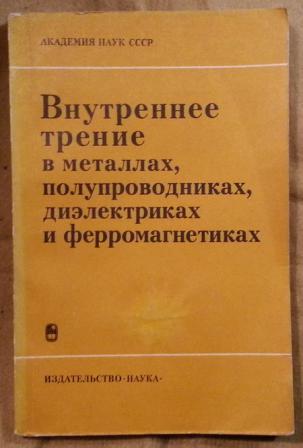 АКАДЕМИЯ НАУК СССР
Внутреннее
трение
в металлах,
полупроводниках,
диэлектриках
и ферромагнетиках
ИЗДАТЕЛЬСТВО «НАУКА»